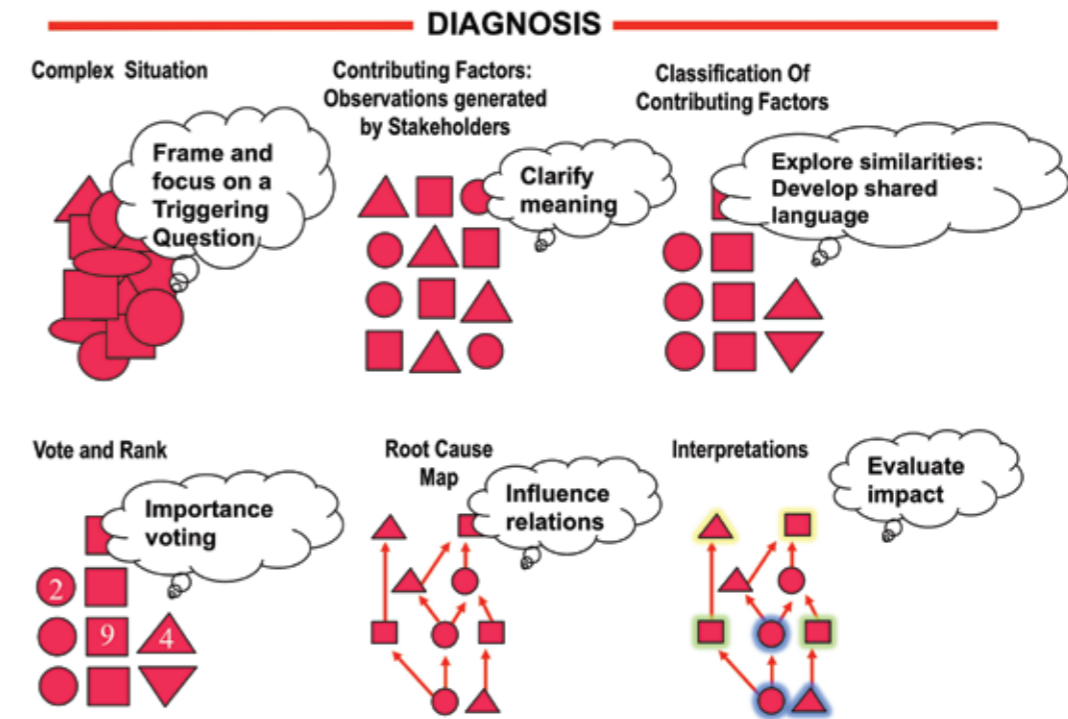 DIAGNOSIS
Complex Situation
Frame and
focus on a
Triggering
Question
Contributing Factors:
Observations generated
by Stakeholders
Clarify
meaning
Classification Of
Contributing Factors
Explore similarities:
Develop shared
language
Vote and Rank
Importance
voting
2
9
4
Root Cause
Map
Influence
relations
Interpretations
Evaluate
impact